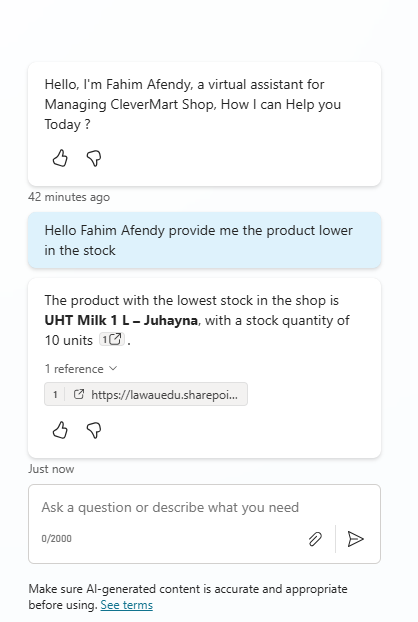 Hello, I'm Fahim Afendy, a virtual assistant for
Managing CleverMart Shop, How I can Help you
Today ?
42 minutes ago
Hello Fahim Afendy provide me the product lower
in the stock
The product with the lowest stock in the shop is
UHT Milk 1 L – Juhayna, with a stock quantity of
10 units 1 .
1 reference
1 https://lawauedu.sharepoi...
Just now
Ask a question or describe what you need
0/2000
Make sure AI-generated content is accurate and appropriate
before using. See terms